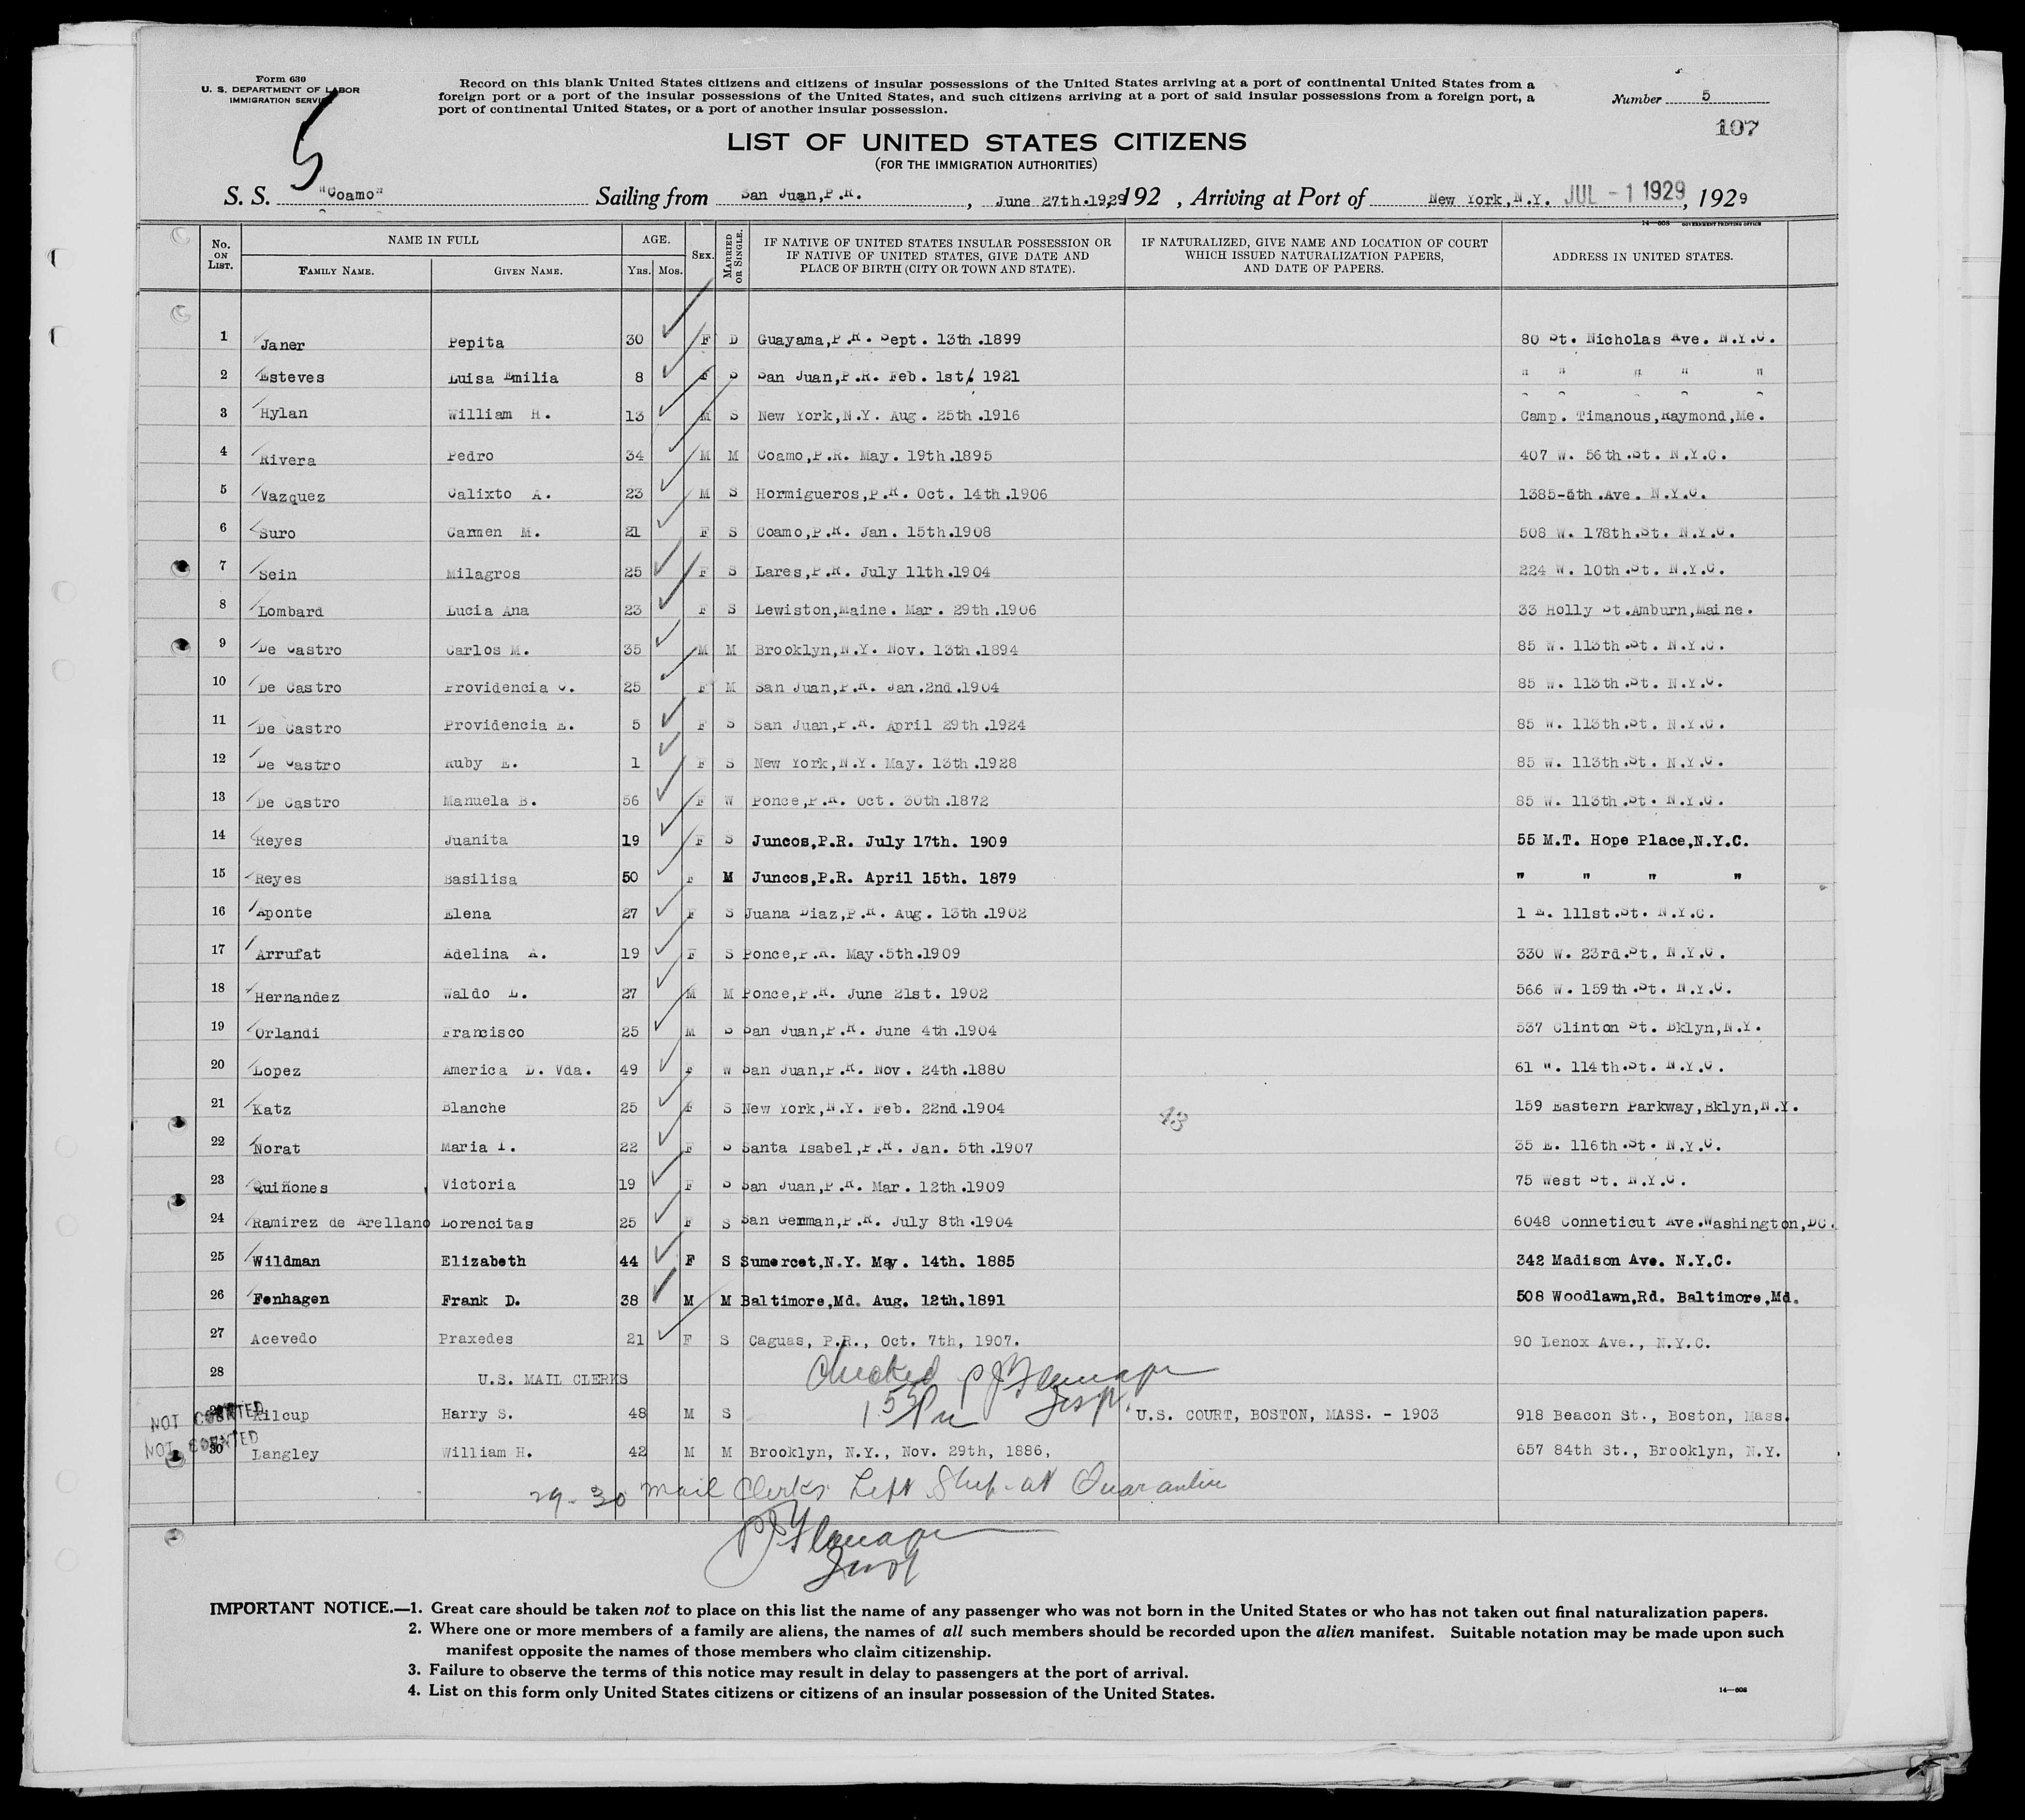 Form 630
U. S. DEPARTMENT OF LABOR
IMMIGRATION SERVICE
5
Record on this blank United States citizens and citizens of insular possessions of the United States arriving at a port of continental United States from a
foreign port or a port of the insular possessions of the United States, and such citizens arriving at a port of said insular possessions from a foreign port, a
port of continental United States, or a port of another insular possession.
Number 5
107
LIST OF UNITED STATES CITIZENS
(FOR THE IMMIGRATION AUTHORITIES)
S. S. "Coamo" Sailing from San Juan,P.R. , June 27th.1929 192 , Arriving at Port of New York,N.Y. JUL -1 1929, 1929
14—608 GOVERNMENT PRINTING OFFICE
No. ON LIST. NAME IN FULL FAMILY NAME. GIVEN NAME. AGE. YRS. MOS. SEX. MARRIED OR SINGLE. IF NATIVE OF UNITED STATES INSULAR POSSESSION OR IF NATIVE OF UNITED STATES, GIVE DATE AND PLACE OF BIRTH (CITY OR TOWN AND STATE). IF NATURALIZED, GIVE NAME AND LOCATION OF COURT WHICH ISSUED NATURALIZATION PAPERS, AND DATE OF PAPERS. ADDRESS IN UNITED STATES.
1 Janer Pepita 30 F D Guayama,P.R. Sept. 13th.1899 80 St. Nicholas Ave. N.Y.C.
2 Esteves Luisa Emilia 8 F S San Juan,P.R. Feb. 1st. 1921 " " " " "
3 Hylan William H. 13 M S New York,N.Y. Aug. 25th.1916 Camp. Timanous,Raymond,Me.
4 Rivera Pedro 34 M M Coamo,P.R. May. 19th.1895 407 W. 56th.St. N.Y.C.
5 Vazquez Calixto A. 23 M S Hormigueros,P.R. Oct. 14th.1906 1385-5th.Ave. N.Y.C.
6 Suro Carmen M. 21 F S Coamo,P.R. Jan. 15th.1908 508 W. 178th.St. N.Y.C.
7 Sein Milagros 25 F S Lares,P.R. July 11th.1904 224 W. 10th.St. N.Y.C.
8 Lombard Lucia Ana 23 F S Lewiston,Maine. Mar. 29th.1906 33 Holly St.Amburn,Maine.
9 De Castro Carlos M. 35 M M Brooklyn,N.Y. Nov. 13th.1894 85 W. 113th.St. N.Y.C.
10 De Castro Providencia C. 25 F M San Juan,P.R. Jan.2nd.1904 85 W. 113th.St. N.Y.C.
11 De Castro Providencia E. 5 F S San Juan,P.R. April 29th.1924 85 W. 113th.St. N.Y.C.
12 De Castro Ruby E. 1 F S New York,N.Y. May. 13th.1928 85 W. 113th.St. N.Y.C.
13 De Castro Manuela B. 56 F W Ponce,P.R. Oct. 30th.1872 85 W. 113th.St. N.Y.C.
14 Reyes Juanita 19 F S Juncos,P.R. July 17th. 1909 55 M.T. Hope Place,N.Y.C.
15 Reyes Basilisa 50 F M Juncos,P.R. April 15th. 1879 " " " "
16 Aponte Elena 27 F S Juana Diaz,P.R. Aug. 13th.1902 1 E. 111st.St. N.Y.C.
17 Arrufat Adelina A. 19 F S Ponce,P.R. May.5th.1909 330 W. 23rd.St. N.Y.C.
18 Hernandez Waldo L. 27 M M Ponce,P.R. June 21st. 1902 566 W. 159th.St. N.Y.C.
19 Orlandi Francisco 25 M S San Juan,P.R. June 4th.1904 537 Clinton St. Bklyn,N.Y.
20 Lopez America D. Vda. 49 F W San Juan,P.R. Nov. 24th.1880 61 W. 114th.St. N.Y.C.
21 Katz Blanche 25 F S New York,N.Y. Feb. 22nd.1904 43 159 Eastern Parkway,Bklyn,N.Y.
22 Norat Maria I. 22 F S Santa Isabel,P.R. Jan. 5th.1907 35 E. 116th.St. N.Y.C.
23 Quiñones Victoria 19 F S San Juan,P.R. Mar. 12th.1909 75 West St. N.Y.C.
24 Ramirez de Arellano Lorencitas 25 F S San German,P.R. July 8th.1904 6048 Conneticut Ave.Washington,DC.
25 Wildman Elizabeth 44 F S Sumercet,N.Y. May. 14th. 1885 342 Madison Ave. N.Y.C.
26 Fenhagen Frank D. 38 M M Baltimore,Md. Aug. 12th.1891 508 Woodlawn,Rd. Baltimore,Md.
27 Acevedo Praxedes 21 F S Caguas, P.R., Oct. 7th, 1907. 90 Lenox Ave., N.Y.C.
28 U.S. MAIL CLERKS Checked
NOT COUNTED 29 Kilcup Harry S. 48 M S Insp. U.S. COURT, BOSTON, MASS. - 1903 918 Beacon St., Boston, Mass.
NOT COUNTED 30 Langley William H. 42 M M Brooklyn, N.Y., Nov. 29th, 1886, 657 84th St., Brooklyn, N.Y.
29-30 Mail Clerks Left Ship at Quarantine
Insp
IMPORTANT NOTICE.—1. Great care should be taken not to place on this list the name of any passenger who was not born in the United States or who has not taken out final naturalization papers.
2. Where one or more members of a family are aliens, the names of all such members should be recorded upon the alien manifest. Suitable notation may be made upon such
manifest opposite the names of those members who claim citizenship.
3. Failure to observe the terms of this notice may result in delay to passengers at the port of arrival.
4. List on this form only United States citizens or citizens of an insular possession of the United States.
14—608